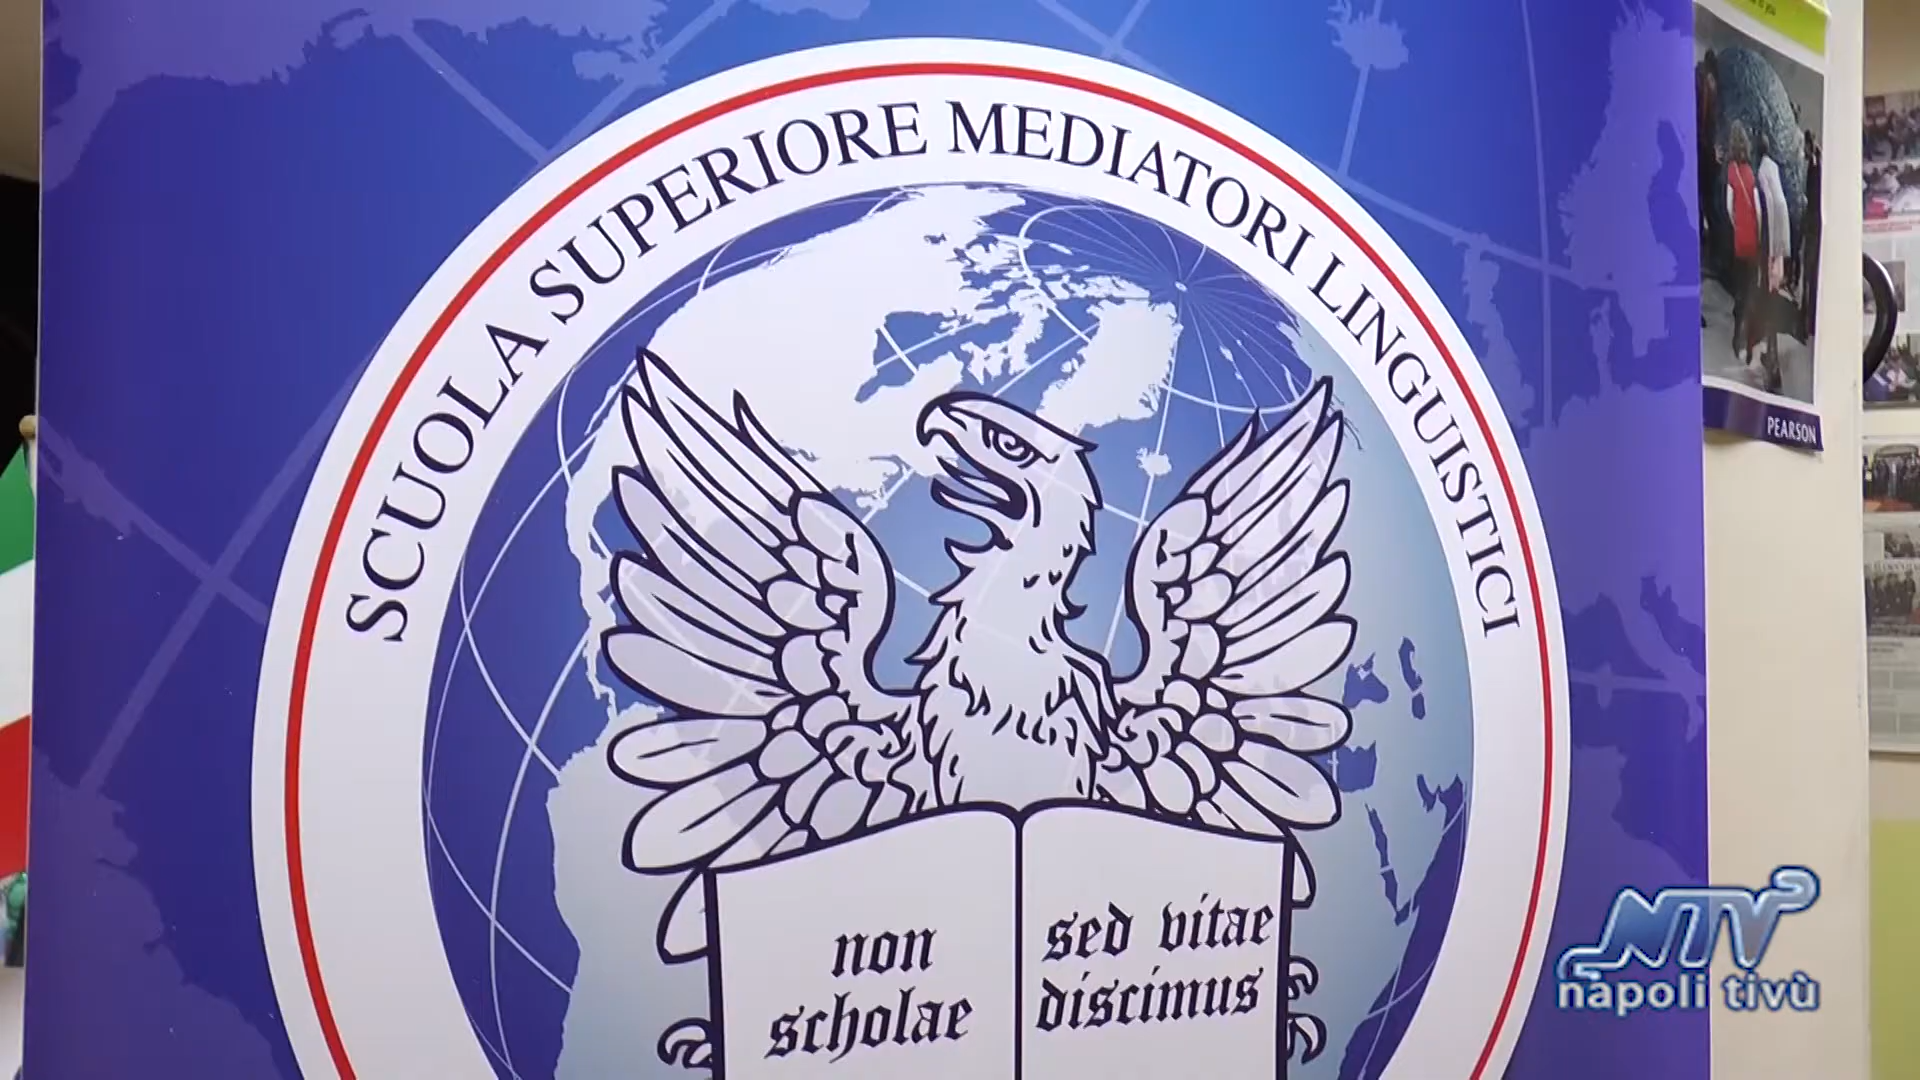 SCUOLA SUPERIORE MEDIATORI LINGUISTICI
non
scholae
sed vitae
discimus
PEARSON
NTV
napoli tivù